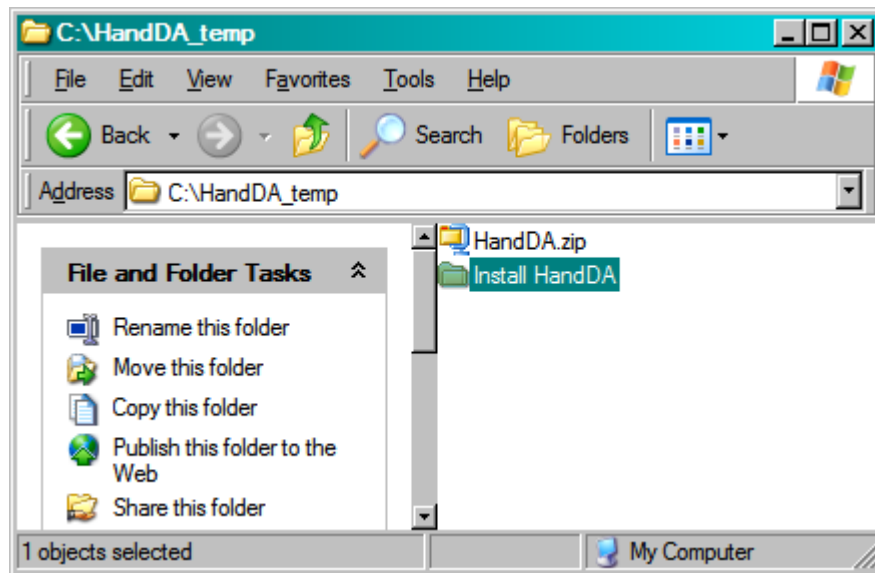 C:\HandDA_temp
File Edit View Favorites Tools Help
Back Search Folders
Address C:\HandDA_temp
File and Folder Tasks
Rename this folder
Move this folder
Copy this folder
Publish this folder to the
Web
Share this folder
HandDA.zip
Install HandDA
1 objects selected
My Computer